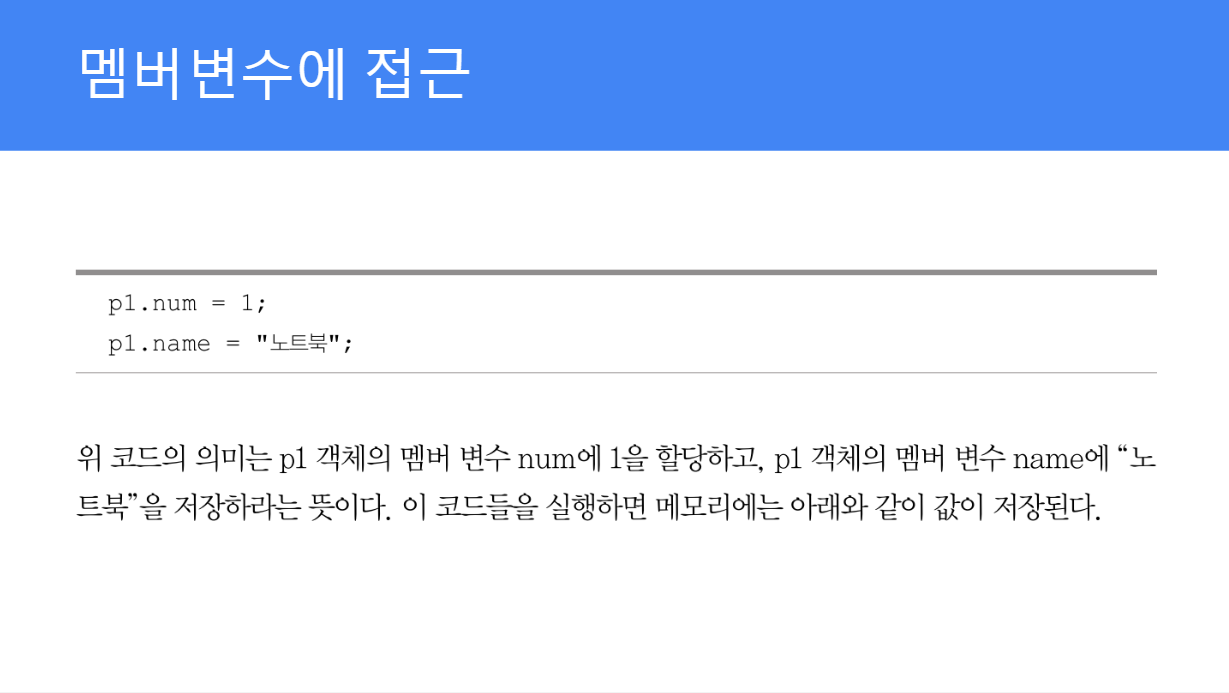 멤버변수에 접근
p1.num = 1;
p1.name = "노트북";
위 코드의 의미는 p1 객체의 멤버 변수 num에 1을 할당하고, p1 객체의 멤버 변수 name에 “노
트북”을 저장하라는 뜻이다. 이 코드들을 실행하면 메모리에는 아래와 같이 값이 저장된다.